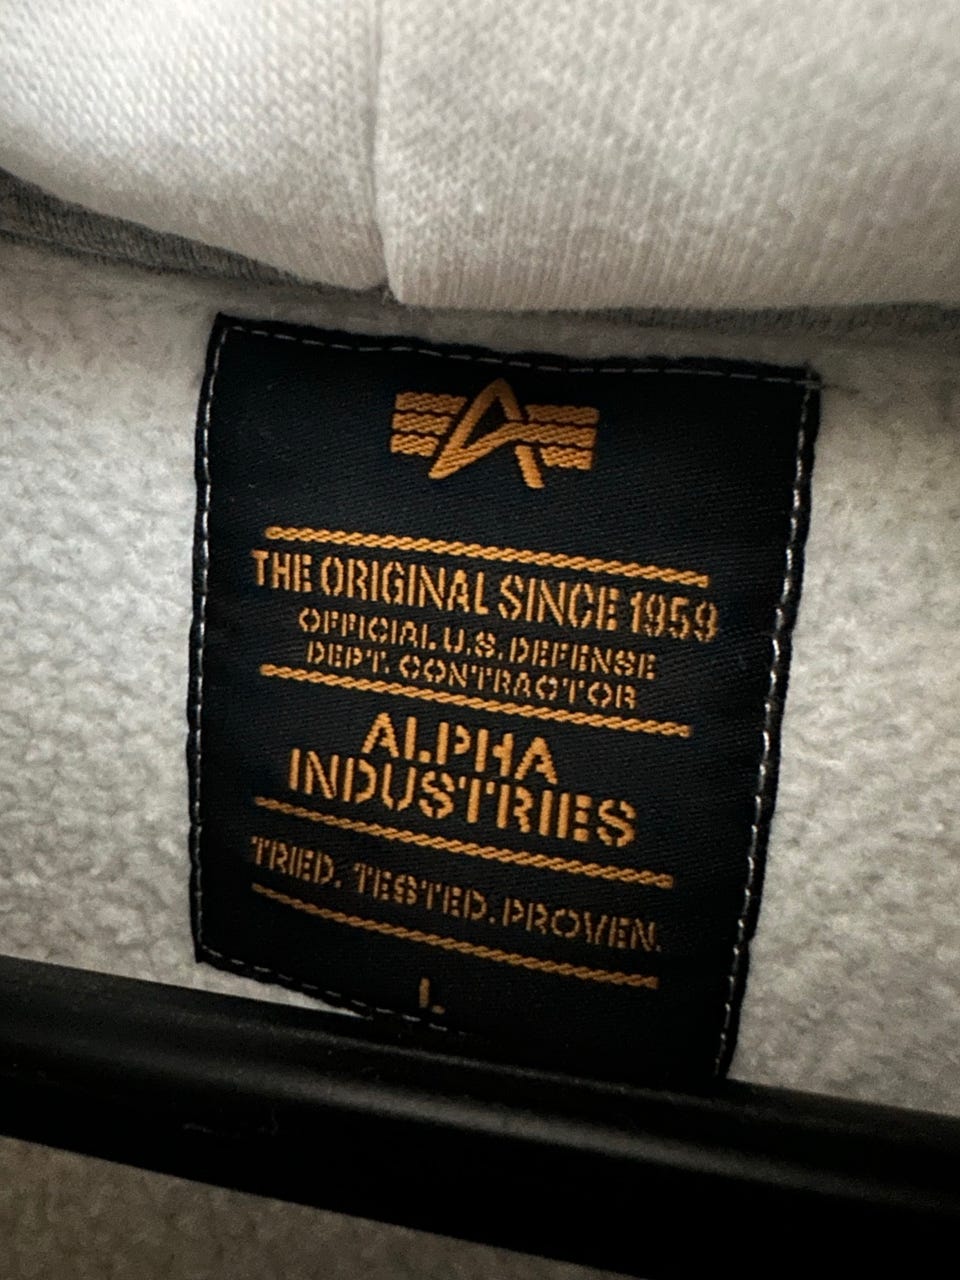 THE ORIGINAL SINCE 1959
OFFICIAL U.S. DEFENSE
DEPT. CONTRACTOR
ALPHA
INDUSTRIES
TRIED. TESTED. PROVEN.
L